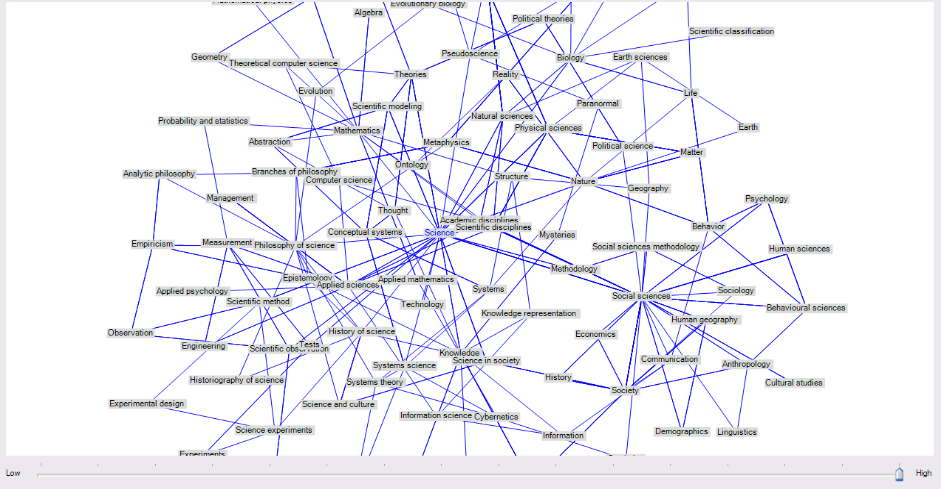 Mathematical physics
Evolutionary biology
Algebra
Political theories
Scientific classification
Pseudoscience
Geometry
Theoretical computer science
Biology
Earth sciences
Theories
Reality
Evolution
Life
Scientific modeling
Paranormal
Natural sciences
Probability and statistics
Mathematics
Physical sciences
Earth
Abstraction
Metaphysics
Political science
Matter
Ontology
Analytic philosophy
Branches of philosophy
Computer science
Structure
Nature
Geography
Management
Psychology
Thought
Academic disciplines
Scientific disciplines
Behavior
Conceptual systems
Science
Mysteries
Empiricism
Measurement
Philosophy of science
Social sciences methodology
Human sciences
Methodology
Epistemology
Applied sciences
Applied mathematics
Applied psychology
Systems
Social sciences
Sociology
Scientific method
Technology
Knowledge representation
Behavioural sciences
Human geography
Observation
History of science
Economics
Engineering
Scientific observation
Tests
Knowledge
Science in society
Communication
Anthropology
Systems science
Historiography of science
Systems theory
History
Cultural studies
Society
Experimental design
Science and culture
Information science
Cybernetics
Science experiments
Information
Demographics
Linguistics
Experiments
Low
High